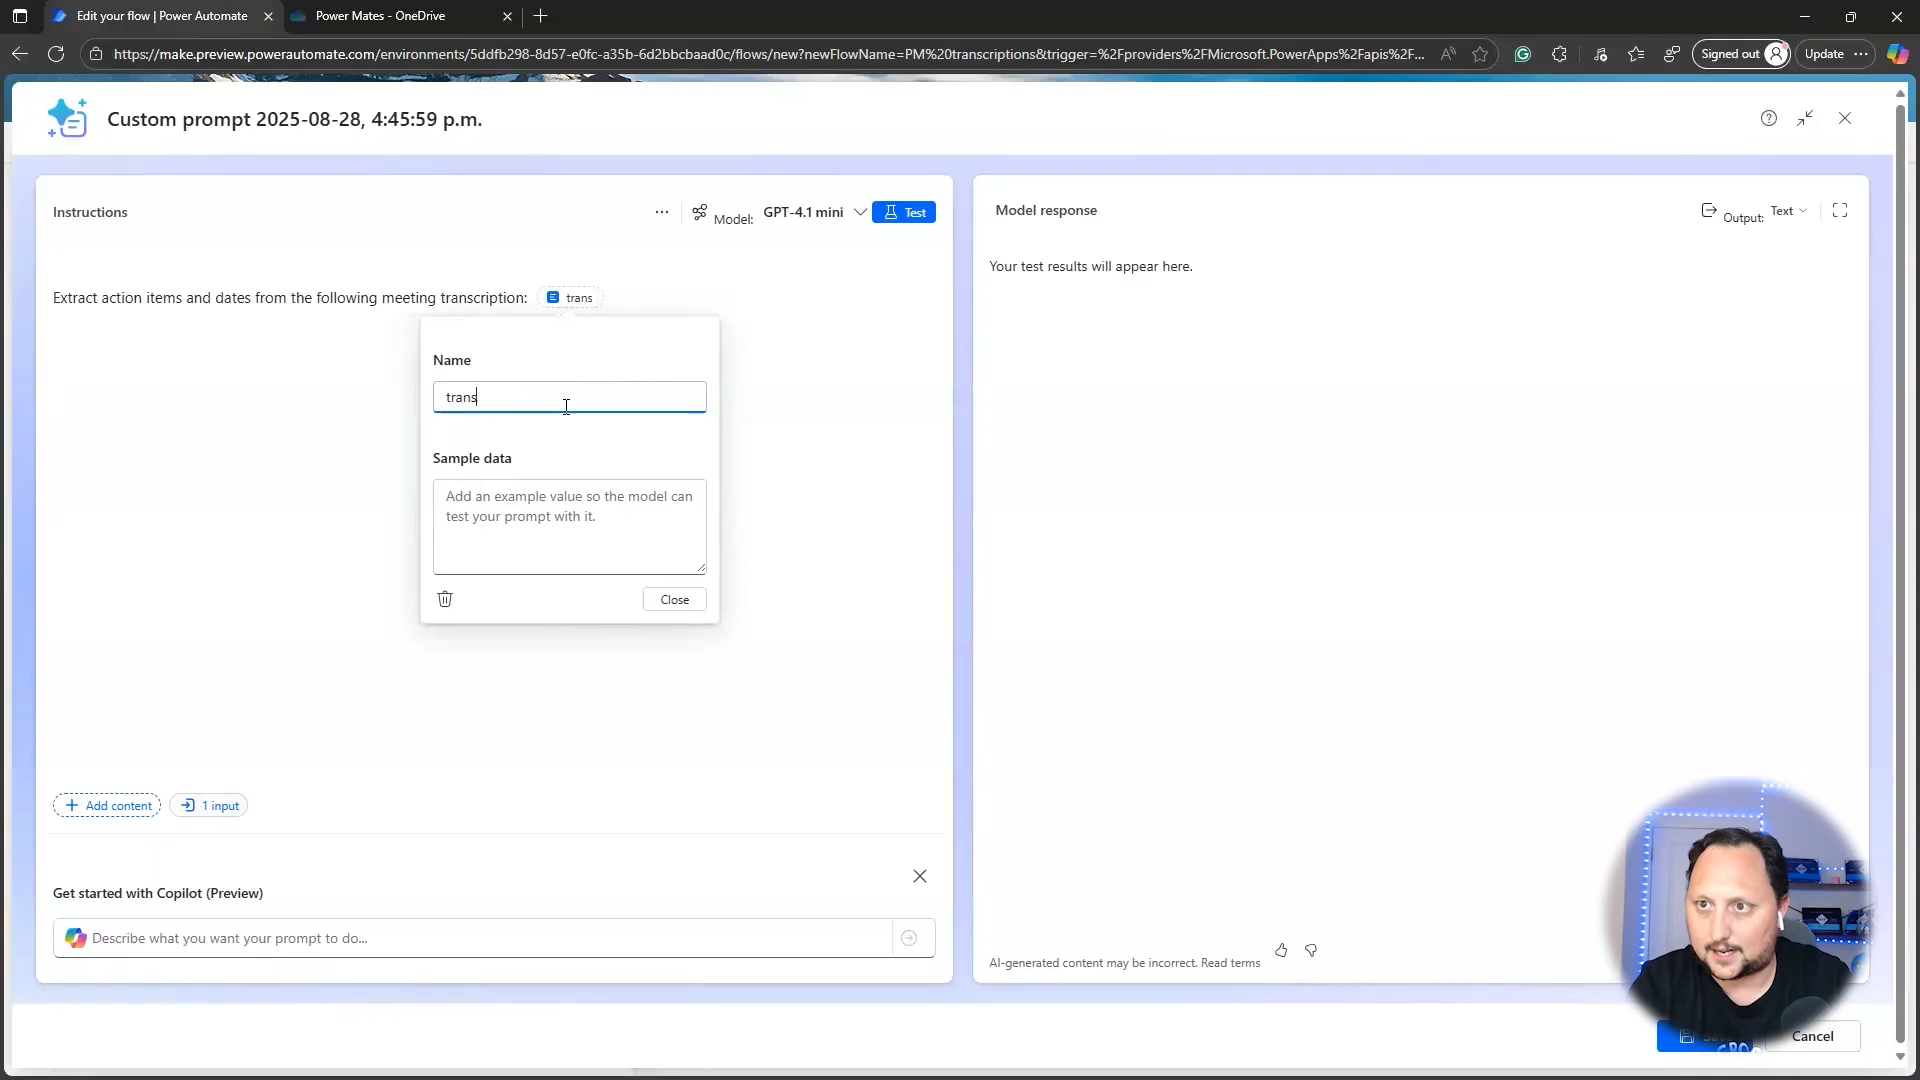 Edit your flow | Power Automate
Power Mates - OneDrive
https://make.preview.powerautomate.com/environments/5ddfb298-8d57-e0fc-a35b-6d2bbcbaad0c/flows/new?newFlowName=PM%20transcriptions&trigger=%2Fproviders%2FMicrosoft.PowerApps%2Fapis%2F...
Signed out
Update
Custom prompt 2025-08-28, 4:45:59 p.m.
Instructions
Model: GPT-4.1 mini
Test
Model response
Output: Text
Your test results will appear here.
Extract action items and dates from the following meeting transcription: trans
Name
trans
Sample data
Add an example value so the model can
test your prompt with it.
Close
Add content
1 input
Get started with Copilot (Preview)
Describe what you want your prompt to do...
AI-generated content may be incorrect. Read terms
Cancel